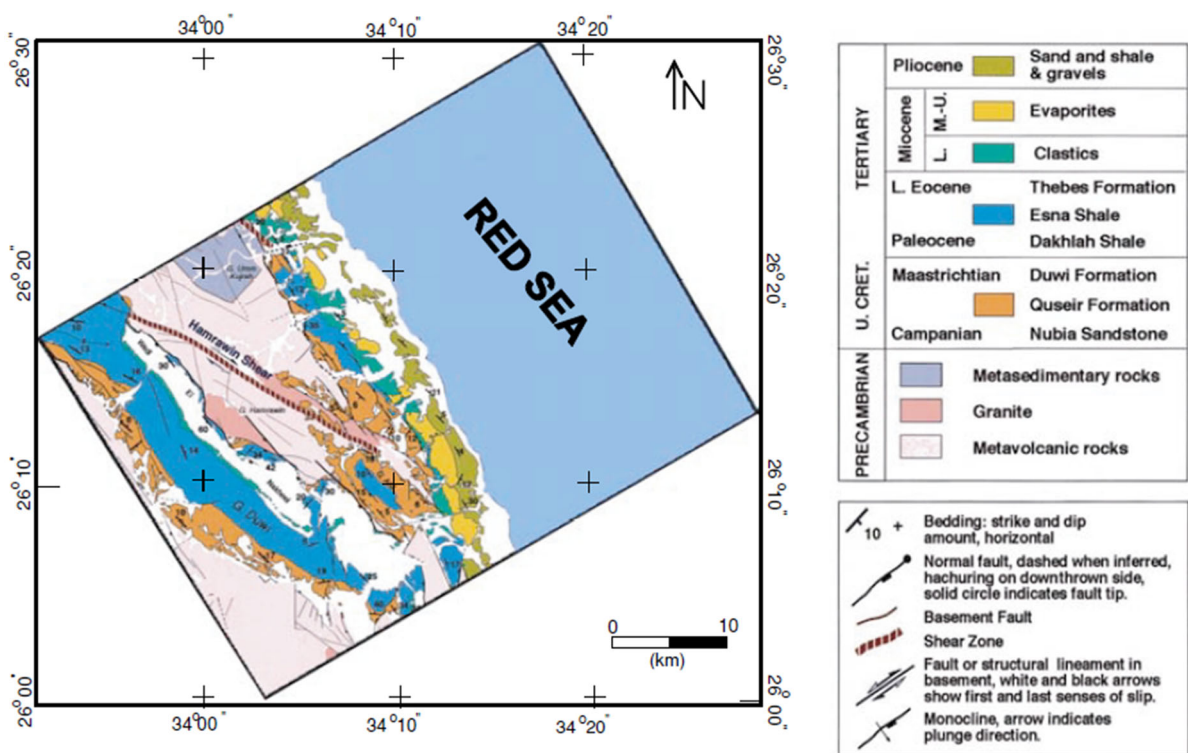 34°00" 34°10" 34°20"
26°30" 26°30"
N
RED SEA
26°20" 26°20"
Hamrawin Shear
G. Hamrawin
Wadi
El
Nakheil
G. Duwi
26°10" 26°10"
0 10
(km)
26°00" 26°00"
34°00" 34°10" 34°20"
TERTIARY
Pliocene Sand and shale
& gravels
Miocene
M.-U.
Evaporites
L.
Clastics
L. Eocene Thebes Formation
Esna Shale
Paleocene Dakhlah Shale
U. CRET.
Maastrichtian Duwi Formation
Quseir Formation
Campanian Nubia Sandstone
PRECAMBRIAN
Metasedimentary rocks
Granite
Metavolcanic rocks
10 + Bedding: strike and dip
amount, horizontal
Normal fault, dashed when inferred,
hachuring on downthrown side,
solid circle indicates fault tip.
Basement Fault
Shear Zone
Fault or structural lineament in
basement, white and black arrows
show first and last senses of slip.
Monocline, arrow indicates
plunge direction.